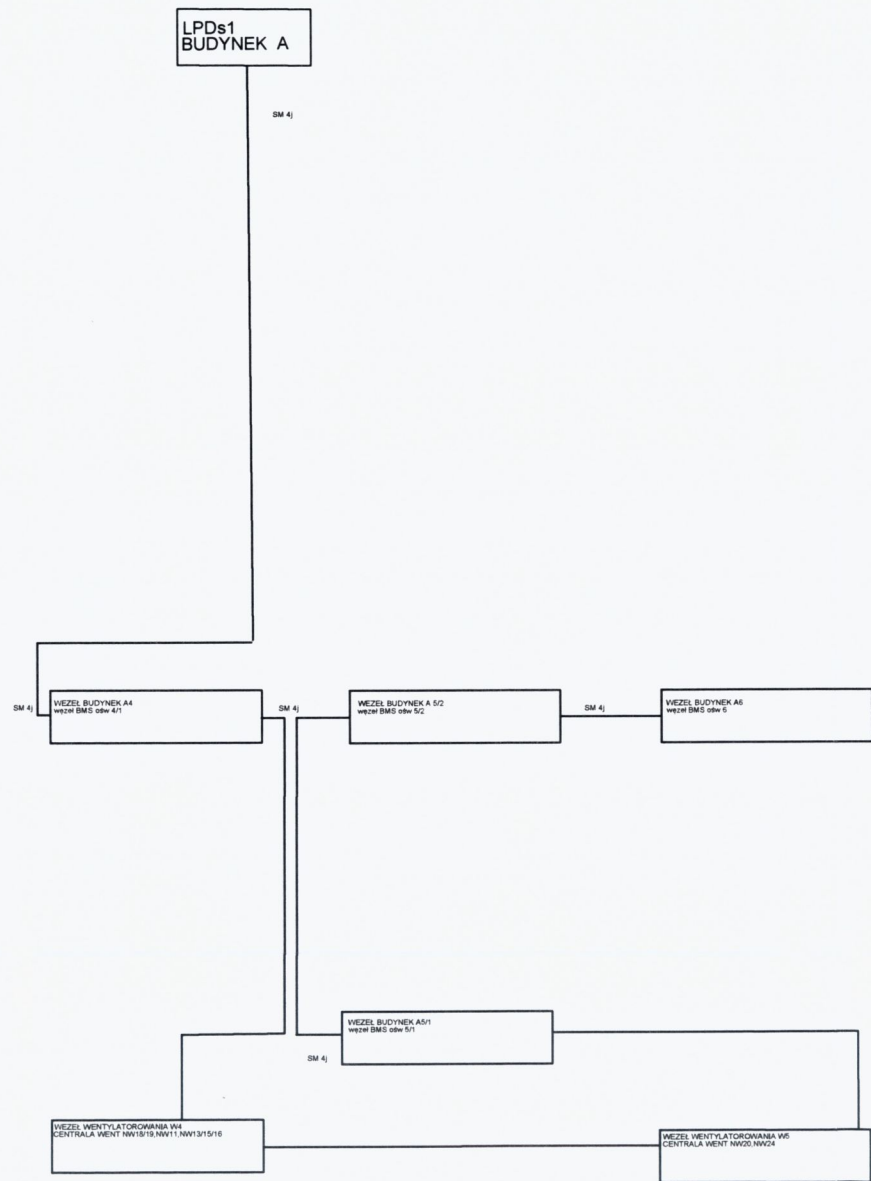 LPDs1
BUDYNEK A
SM 4j
SM 4j
WEZEŁ BUDYNEK A4
węzeł BMS ośw 4/1
SM 4j
WEZEŁ BUDYNEK A 5/2
węzeł BMS ośw 5/2
SM 4j
WEZEŁ BUDYNEK A6
węzeł BMS ośw 6
WEZEŁ BUDYNEK A5/1
węzeł BMS ośw 5/1
SM 4j
WEZEŁ WENTYLATOROWANIA W4
CENTRALA WENT NW18/19,NW11,NW13/15/16
WEZEŁ WENTYLATOROWANIA W5
CENTRALA WENT NW20,NW24